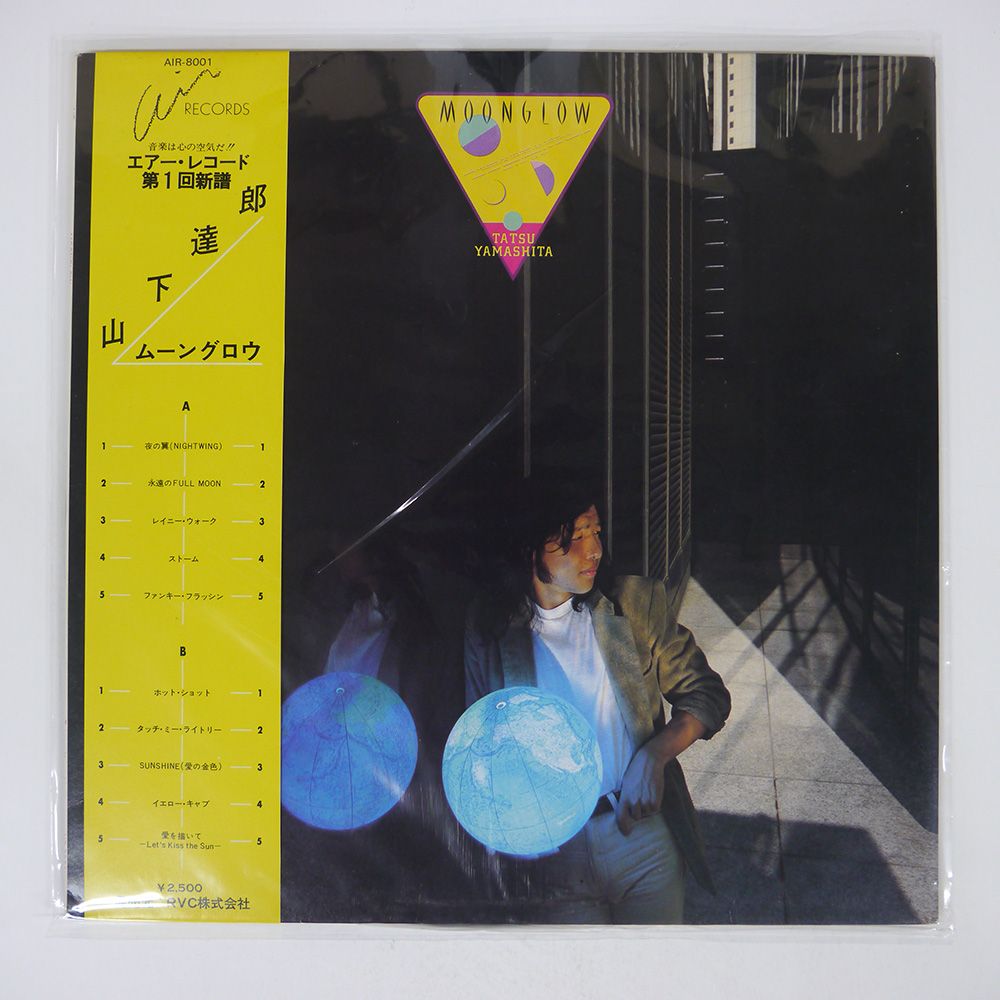 AIR-8001
Air
RECORDS
音楽は心の空気だ!!
エアー・レコード
第1回新譜
山下達郎
ムーングロウ
A
1 夜の翼(NIGHTWING) 1
2 永遠のFULL MOON 2
3 レイニー・ウォーク 3
4 ストーム 4
5 ファンキー・フラッシン 5
B
1 ホット・ショット 1
2 タッチ・ミー・ライトリー 2
3 SUNSHINE(愛の金色) 3
4 イエロー・キャブ 4
5 愛を描いて 5
—Let's Kiss the Sun—
¥2,500
RVC株式会社
MOONGLOW
TATSU
YAMASHITA